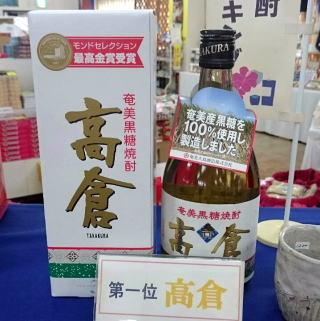 モンドセレクション
最高金賞受賞
奄美黒糖焼酎
高倉
TAKAKURA
TAKAKURA
奄美産黒糖を
100%使用し
製造しました
奄美黒糖焼酎
高倉
第一位 高倉
酎